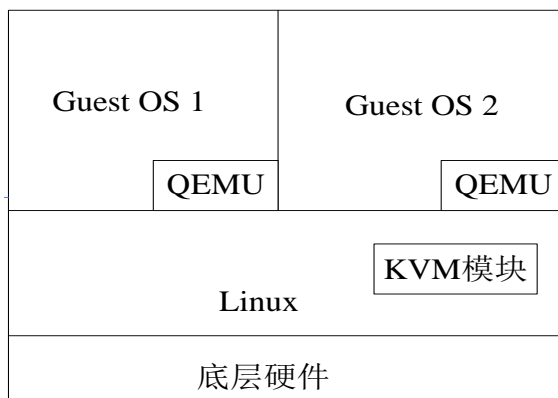 Guest OS 1
Guest OS 2
QEMU
QEMU
KVM模块
Linux
底层硬件